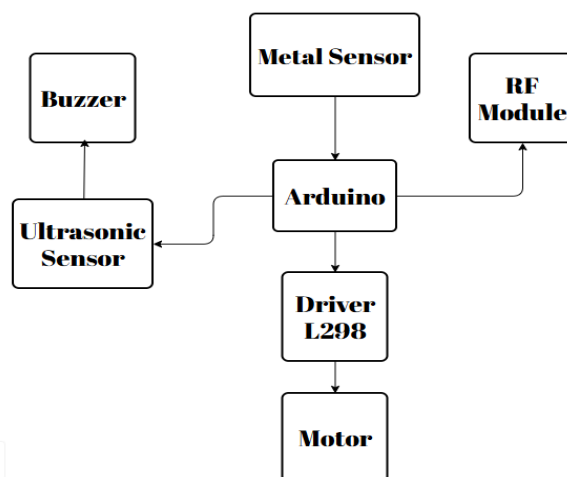 Metal Sensor
Buzzer
RF
Module
Arduino
Ultrasonic
Sensor
Driver
L298
Motor